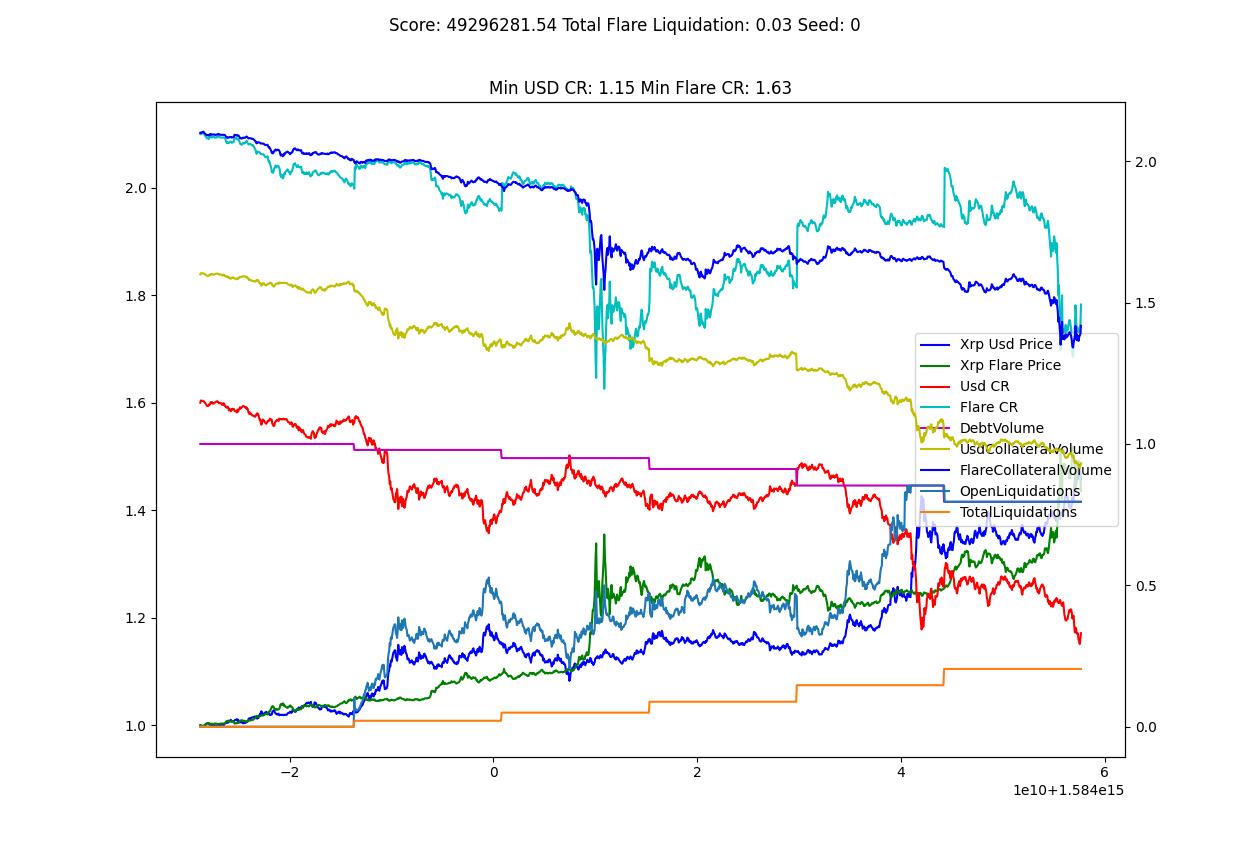 Score: 49296281.54 Total Flare Liquidation: 0.03 Seed: 0
Min USD CR: 1.15 Min Flare CR: 1.63
2.0
1.8
1.6
1.4
1.2
1.0
2.0
1.5
1.0
0.5
0.0
Xrp Usd Price
Xrp Flare Price
Usd CR
Flare CR
DebtVolume
UsdCollateralVolume
FlareCollateralVolume
OpenLiquidations
TotalLiquidations
−2
0
2
4
6
1e10+1.584e15